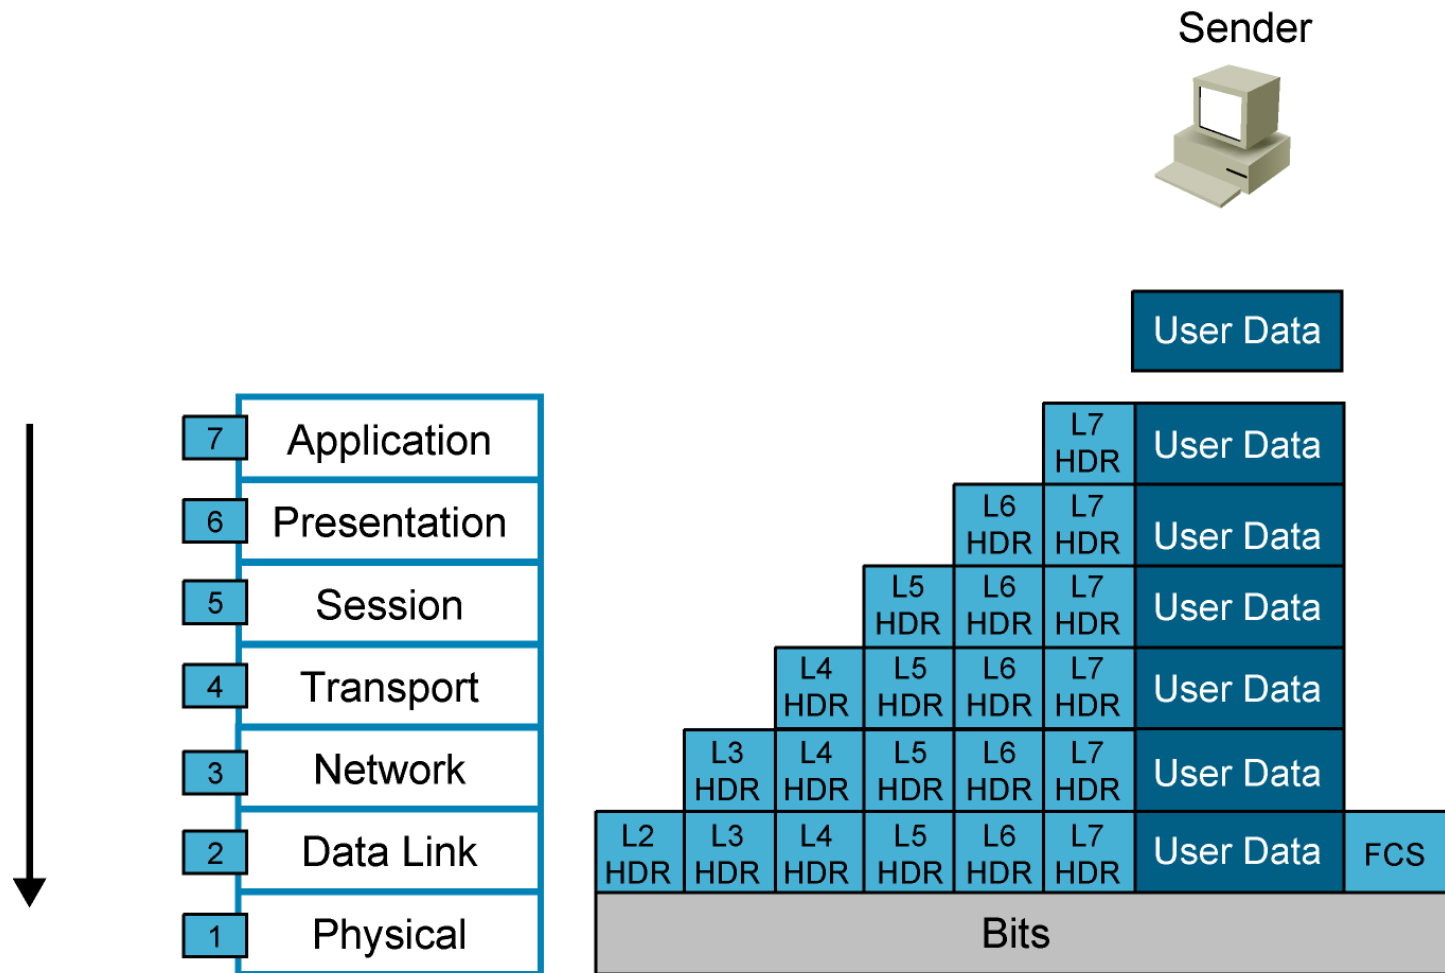 Sender
User Data
7 Application L7 HDR User Data
6 Presentation L6 HDR L7 HDR User Data
5 Session L5 HDR L6 HDR L7 HDR User Data
4 Transport L4 HDR L5 HDR L6 HDR L7 HDR User Data
3 Network L3 HDR L4 HDR L5 HDR L6 HDR L7 HDR User Data
2 Data Link L2 HDR L3 HDR L4 HDR L5 HDR L6 HDR L7 HDR User Data FCS
1 Physical Bits